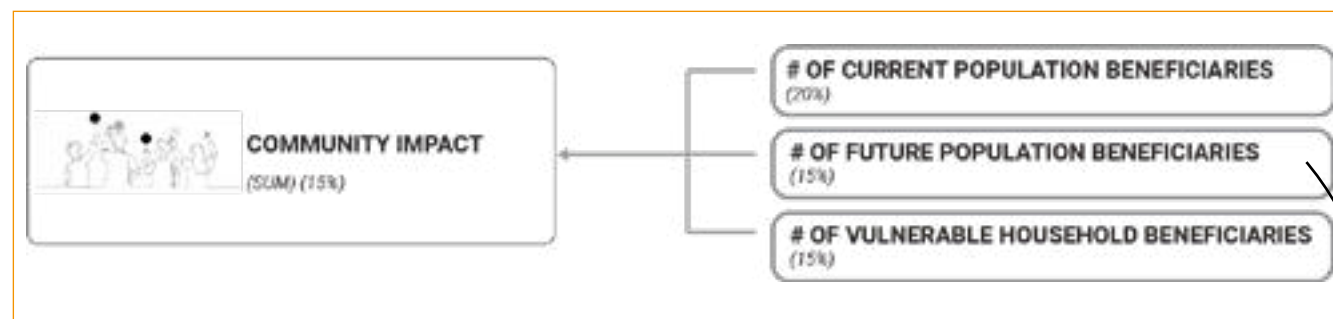 COMMUNITY IMPACT
(SUM) (15%)
# OF CURRENT POPULATION BENEFICIARIES
(20%)
# OF FUTURE POPULATION BENEFICIARIES
(15%)
# OF VULNERABLE HOUSEHOLD BENEFICIARIES
(15%)